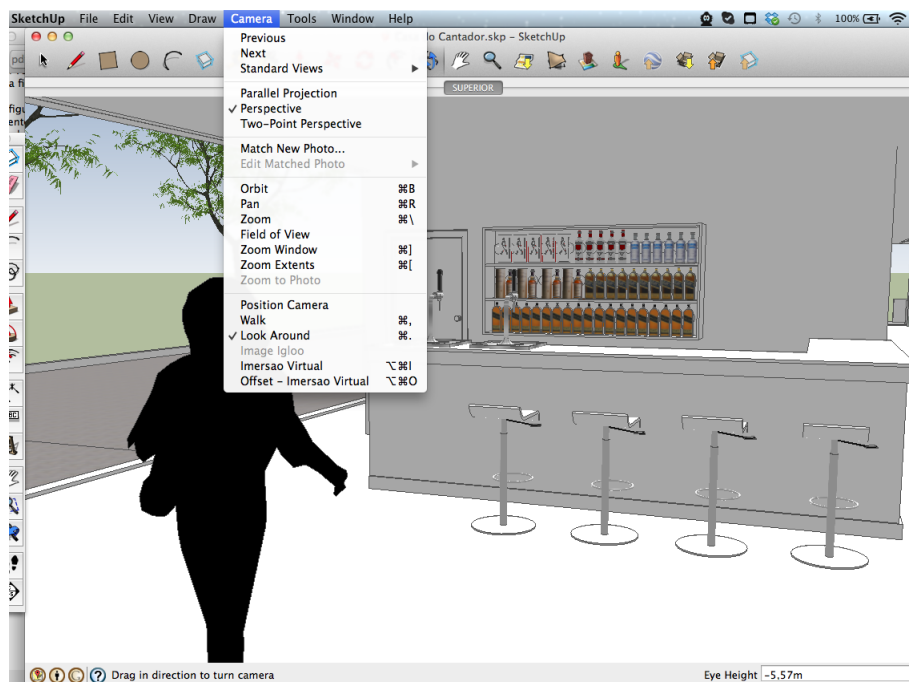 SketchUp File Edit View Draw Camera Tools Window Help 100%
do Cantador.skp – SketchUp
SUPERIOR
Previous
Next
Standard Views
Parallel Projection
✓ Perspective
Two-Point Perspective
Match New Photo...
Edit Matched Photo
Orbit ⌘B
Pan ⌘R
Zoom ⌘\
Field of View
Zoom Window ⌘]
Zoom Extents ⌘[
Zoom to Photo
Position Camera
Walk ⌘,
✓ Look Around ⌘.
Image Igloo
Imersao Virtual ⌥⌘I
Offset – Imersao Virtual ⌥⌘O
Drag in direction to turn camera
Eye Height -5,57m